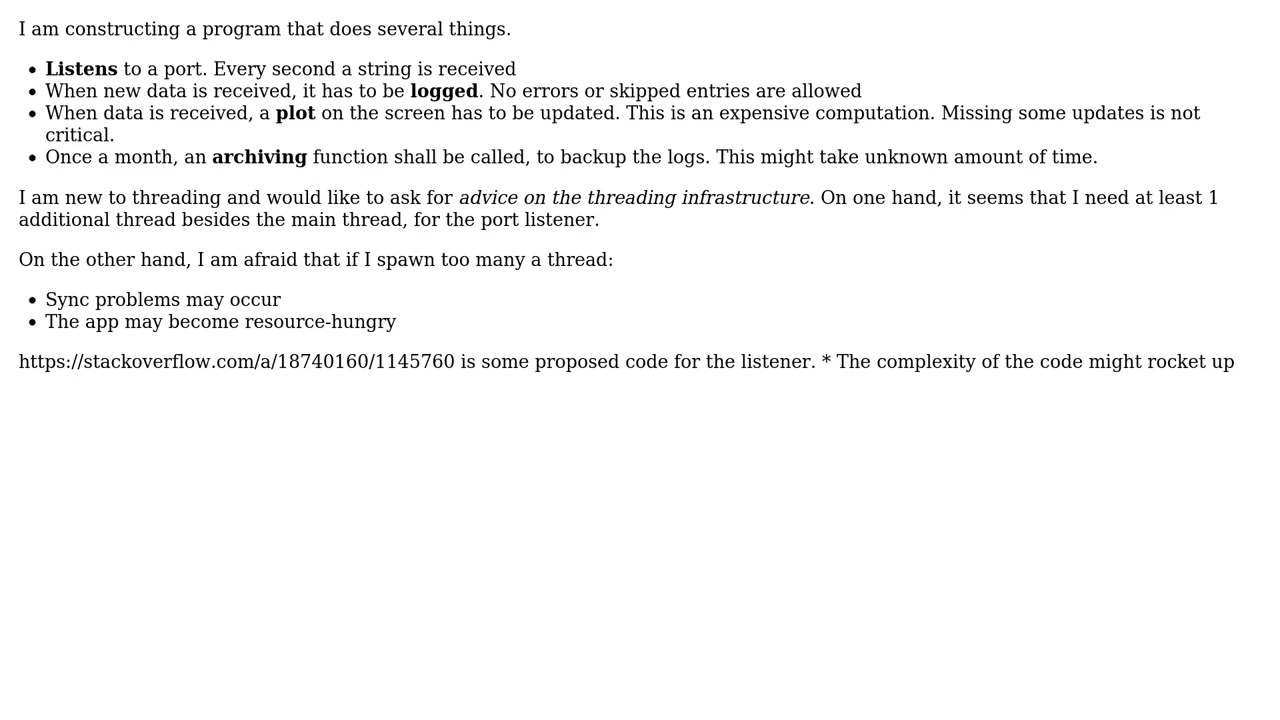 I am constructing a program that does several things.
• Listens to a port. Every second a string is received
• When new data is received, it has to be logged. No errors or skipped entries are allowed
• When data is received, a plot on the screen has to be updated. This is an expensive computation. Missing some updates is not
critical.
• Once a month, an archiving function shall be called, to backup the logs. This might take unknown amount of time.
I am new to threading and would like to ask for advice on the threading infrastructure. On one hand, it seems that I need at least 1
additional thread besides the main thread, for the port listener.
On the other hand, I am afraid that if I spawn too many a thread:
• Sync problems may occur
• The app may become resource-hungry
https://stackoverflow.com/a/18740160/1145760 is some proposed code for the listener. * The complexity of the code might rocket up